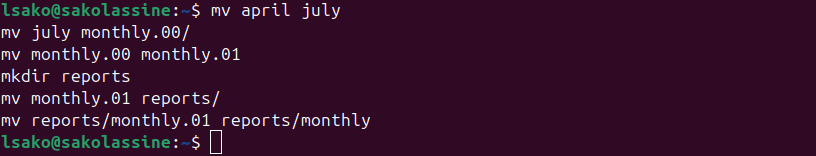 lsako@sakolassine:~$ mv april july
mv july monthly.00/
mv monthly.00 monthly.01
mkdir reports
mv monthly.01 reports/
mv reports/monthly.01 reports/monthly
lsako@sakolassine:~$